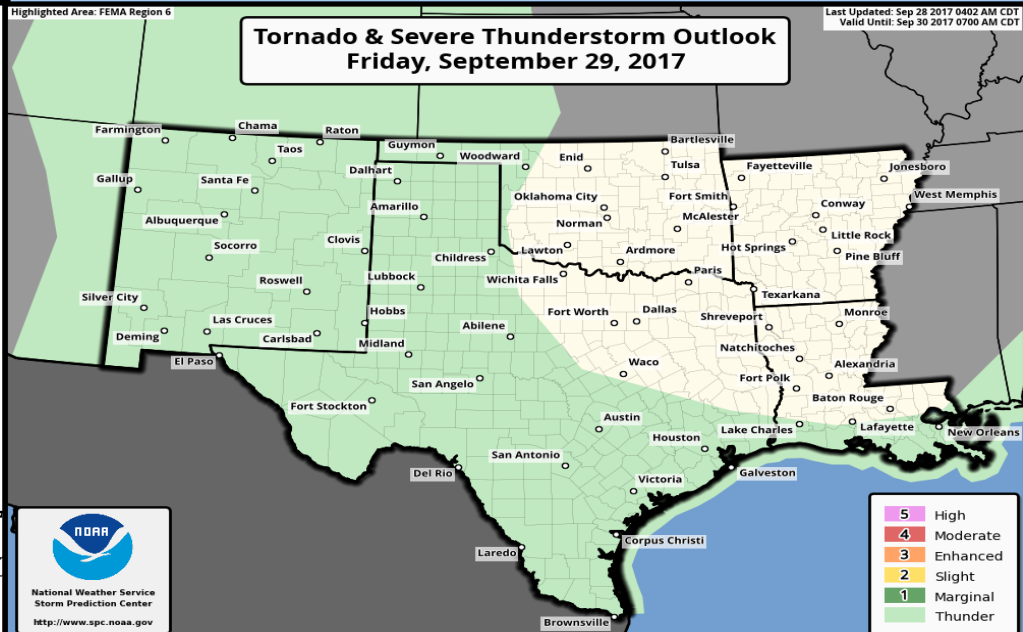 Highlighted Area: FEMA Region 6
Last Updated: Sep 28 2017 0402 AM CDT
Valid Until: Sep 30 2017 0700 AM CDT
Tornado & Severe Thunderstorm Outlook
Friday, September 29, 2017
Farmington
Chama
Raton
Guymon
Bartlesville
Taos
Woodward
Enid
Tulsa
Fayetteville
Jonesboro
Gallup
Santa Fe
Dalhart
Oklahoma City
Fort Smith
West Memphis
Albuquerque
Amarillo
Norman
McAlester
Conway
Socorro
Clovis
Childress
Lawton
Ardmore
Hot Springs
Little Rock
Pine Bluff
Roswell
Lubbock
Wichita Falls
Paris
Texarkana
Silver City
Las Cruces
Hobbs
Fort Worth
Dallas
Shreveport
Monroe
Deming
Carlsbad
Midland
Abilene
Natchitoches
El Paso
San Angelo
Waco
Fort Polk
Alexandria
Fort Stockton
Baton Rouge
Austin
Lake Charles
Lafayette
New Orleans
Houston
San Antonio
Del Rio
Victoria
Galveston
Laredo
Corpus Christi
Brownsville
NOAA
National Weather Service
Storm Prediction Center
http://www.spc.noaa.gov
5 High
4 Moderate
3 Enhanced
2 Slight
1 Marginal
Thunder